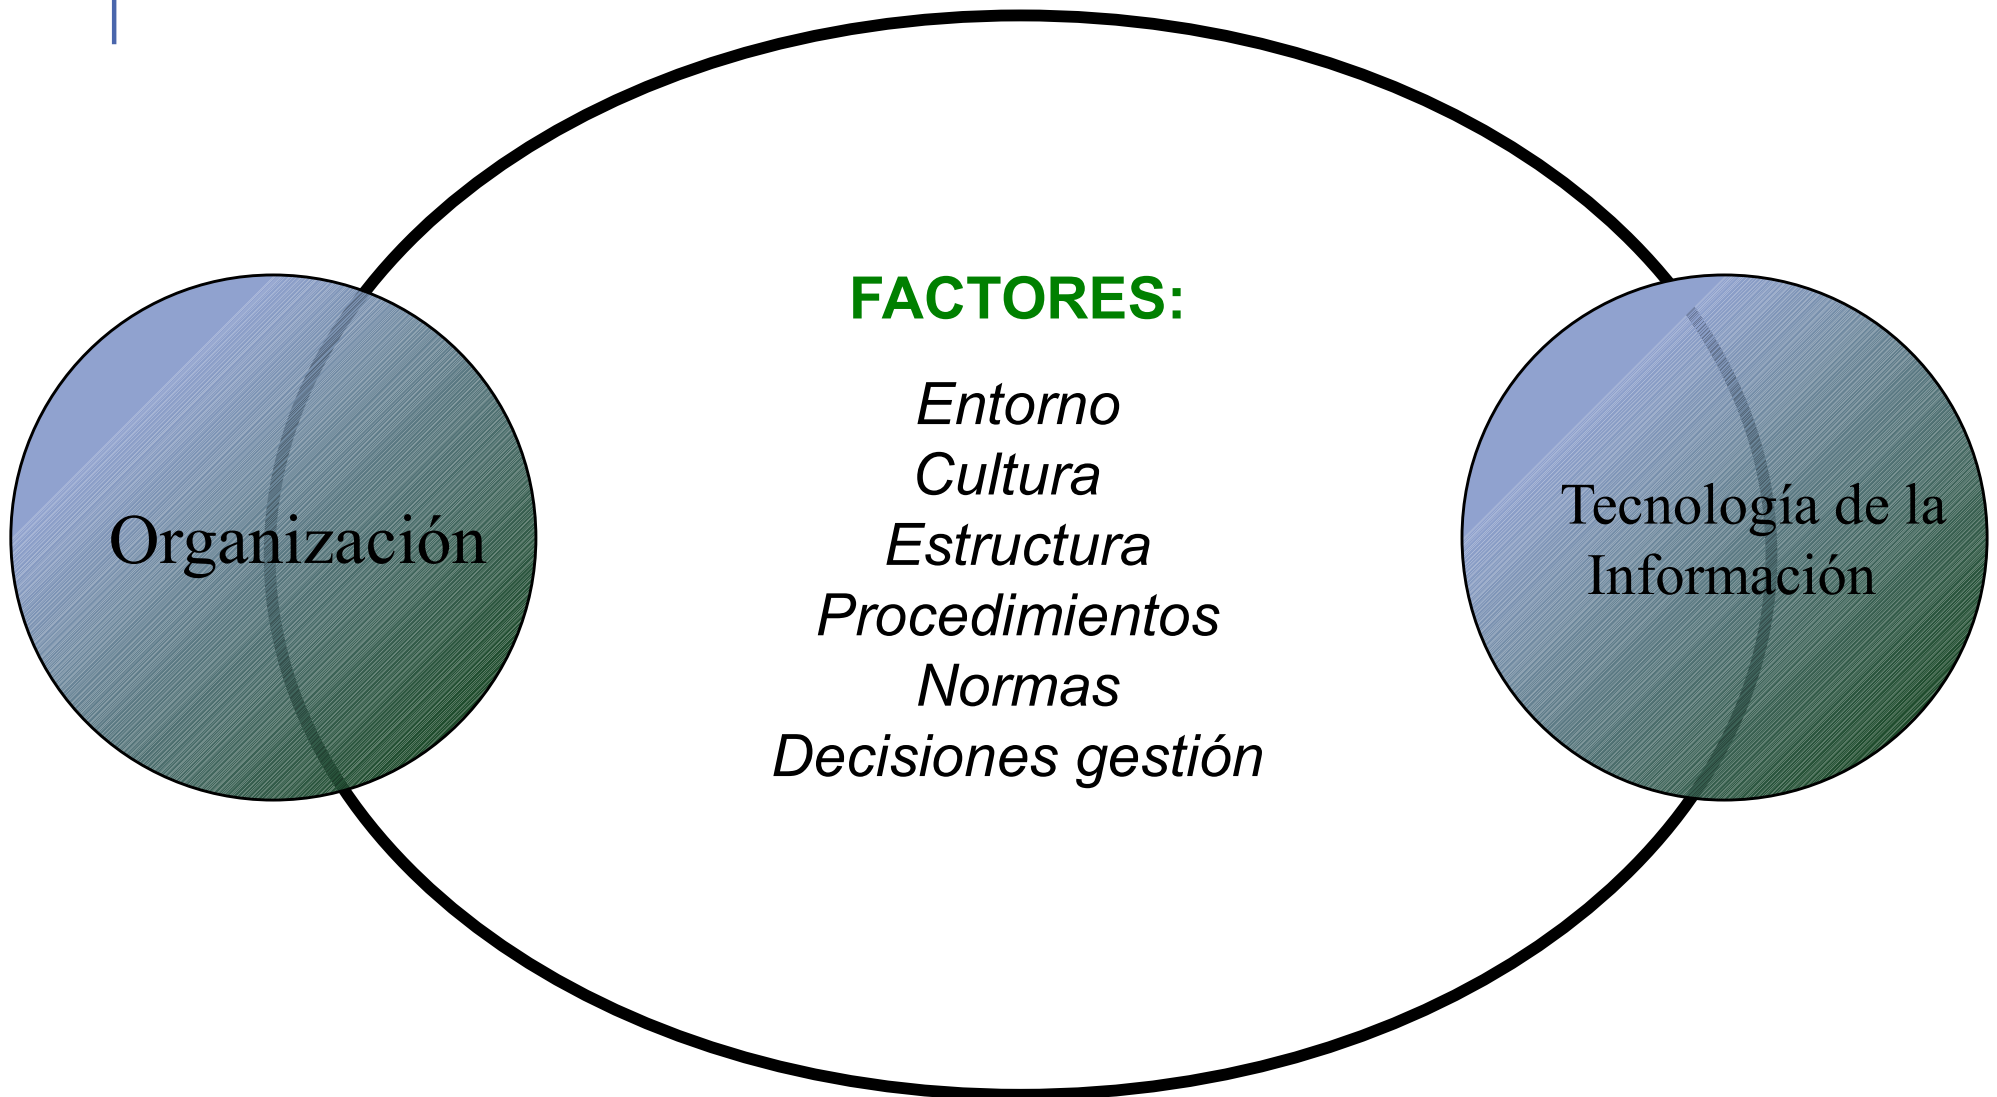 FACTORES:
Entorno
Cultura
Estructura
Procedimientos
Normas
Decisiones gestión
Organización
Tecnología de la
Información